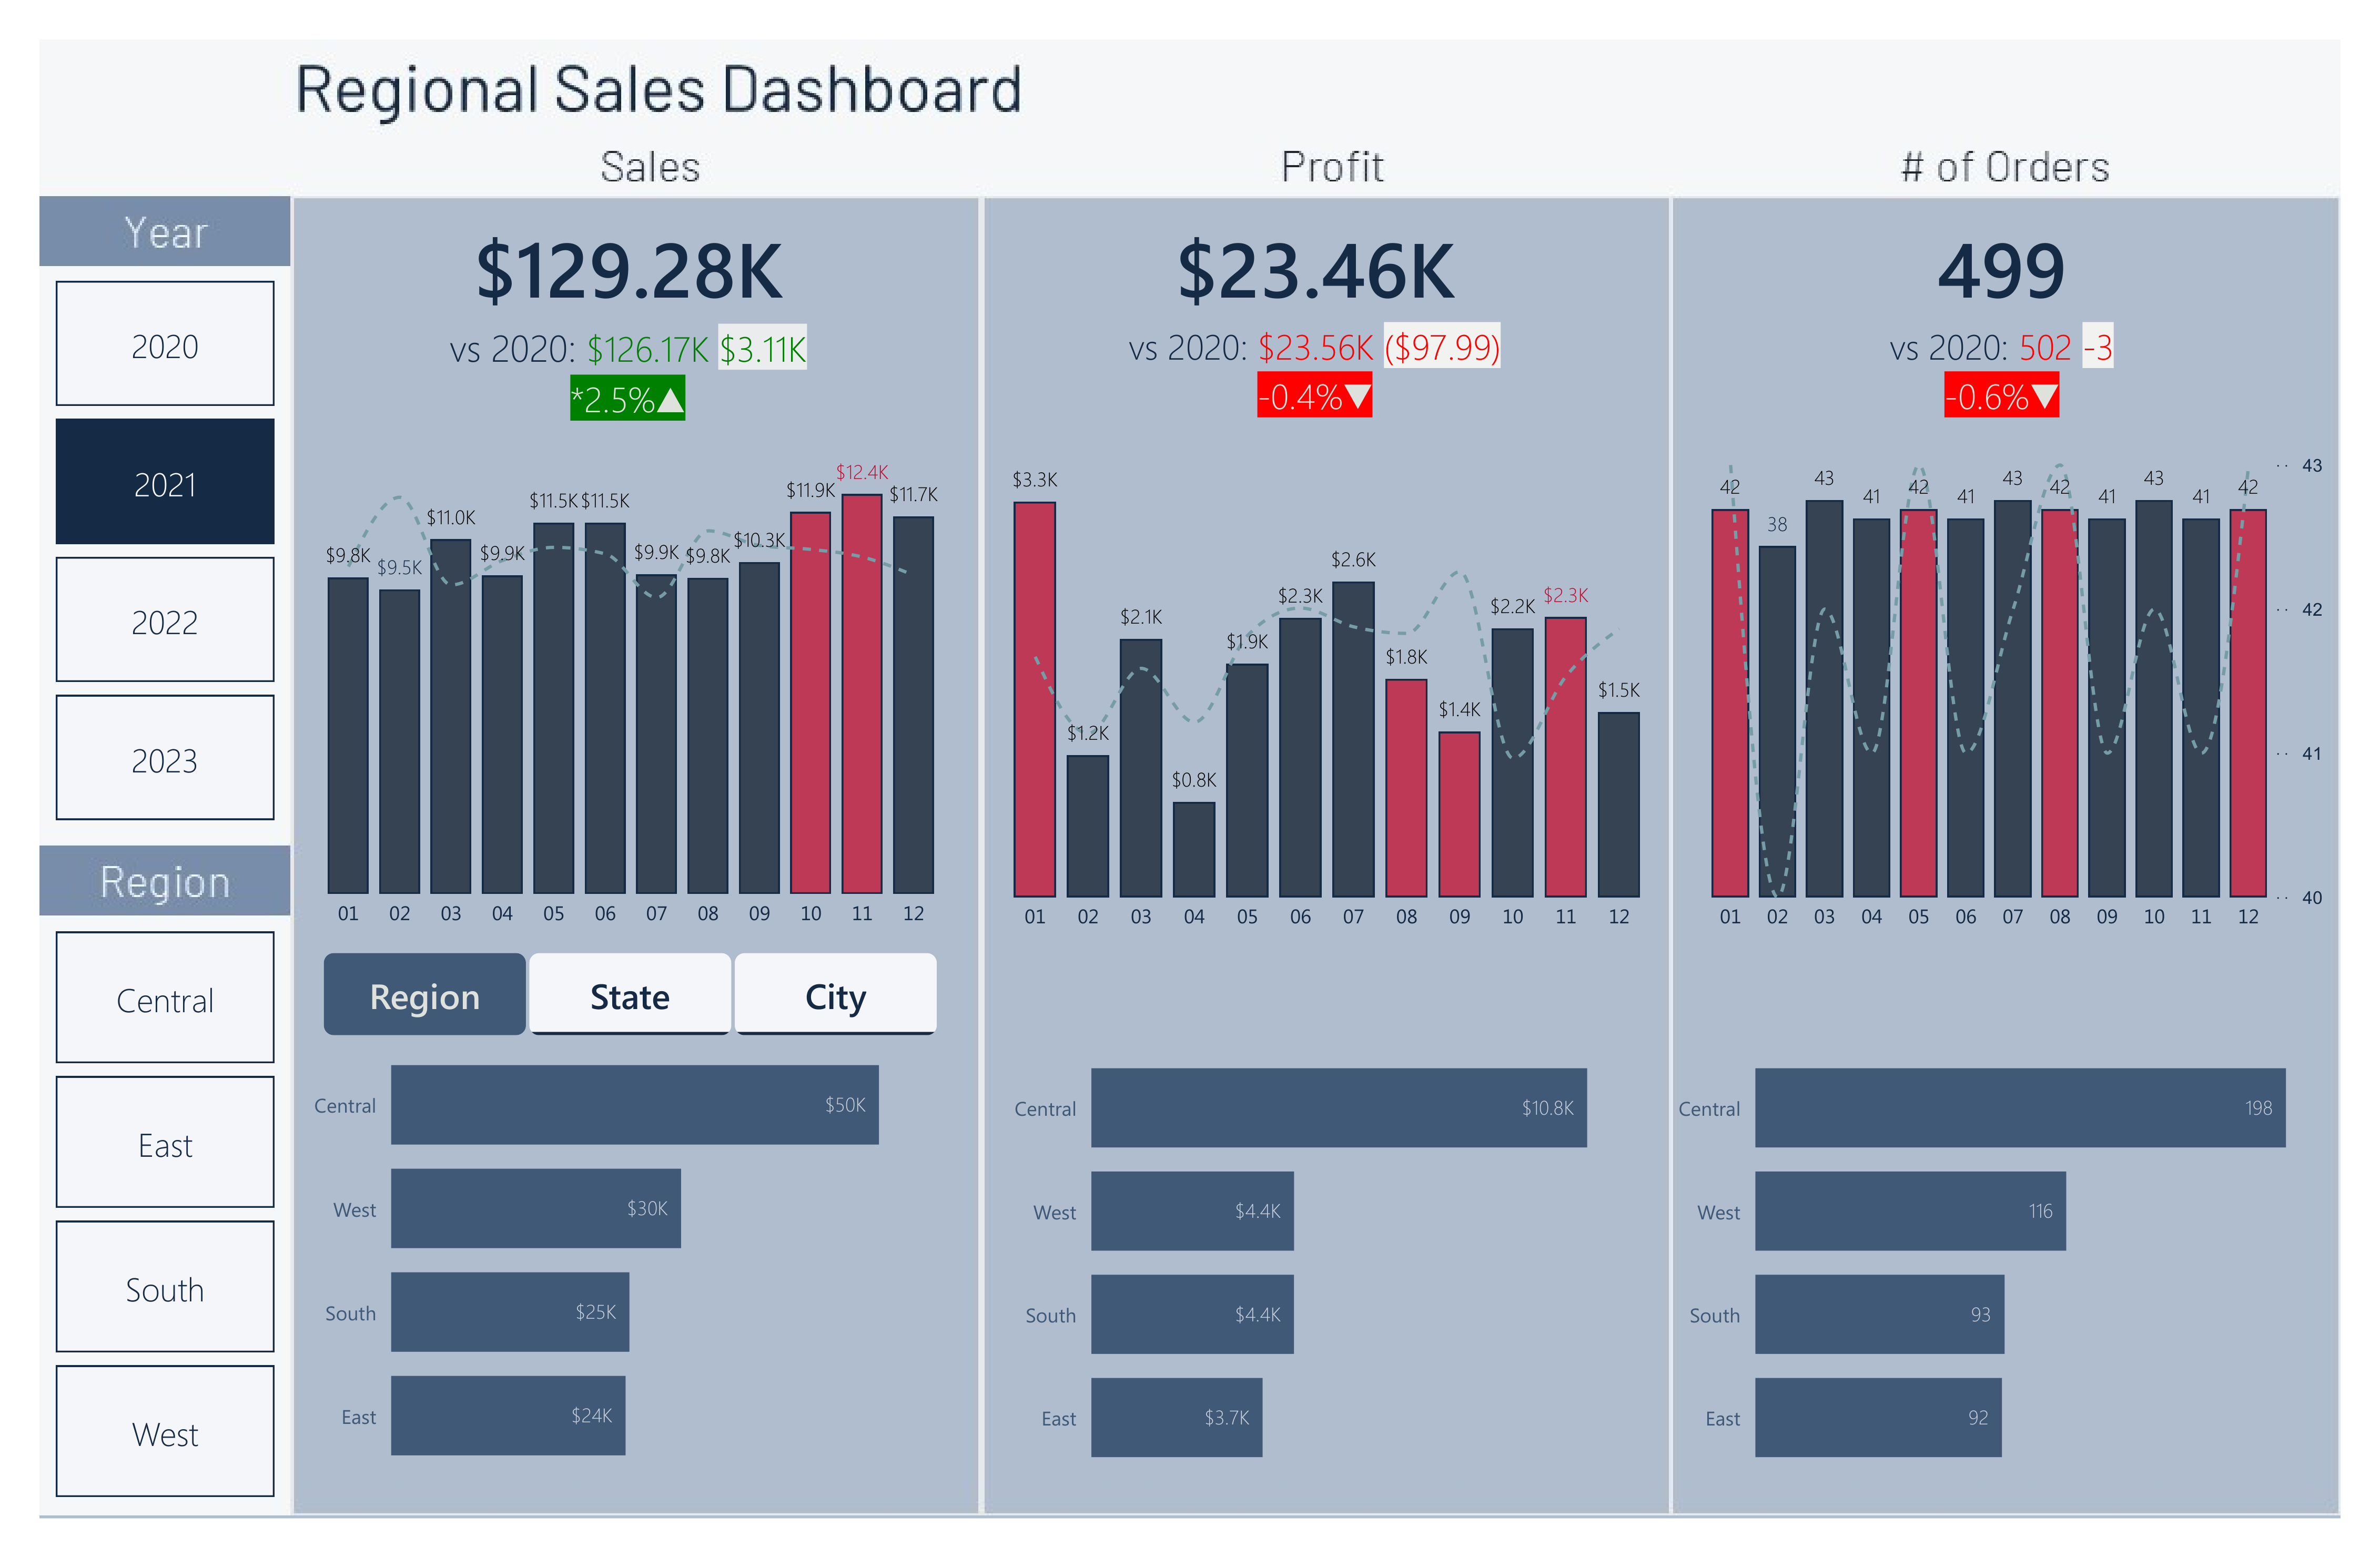 Regional Sales Dashboard
Sales
Profit
# of Orders
Year
2020
2021
2022
2023
Region
Central
East
South
West
$129.28K
vs 2020: $126.17K $3.11K
*2.5%▲
$12.4K
$11.9K $11.7K
$11.5K $11.5K
$11.0K
$10.3K
$9.8K $9.5K $9.9K $9.9K $9.8K
01 02 03 04 05 06 07 08 09 10 11 12
Region State City
Central $50K
West $30K
South $25K
East $24K
$23.46K
vs 2020: $23.56K ($97.99)
-0.4%▼
$3.3K
$2.6K
$2.3K $2.2K $2.3K
$2.1K
$1.9K
$1.8K
$1.5K
$1.4K
$1.2K
$0.8K
01 02 03 04 05 06 07 08 09 10 11 12
Central $10.8K
West $4.4K
South $4.4K
East $3.7K
499
vs 2020: 502 -3
-0.6%▼
42 38 43 41 42 41 43 42 41 43 41 42
43
42
41
40
01 02 03 04 05 06 07 08 09 10 11 12
Central 198
West 116
South 93
East 92